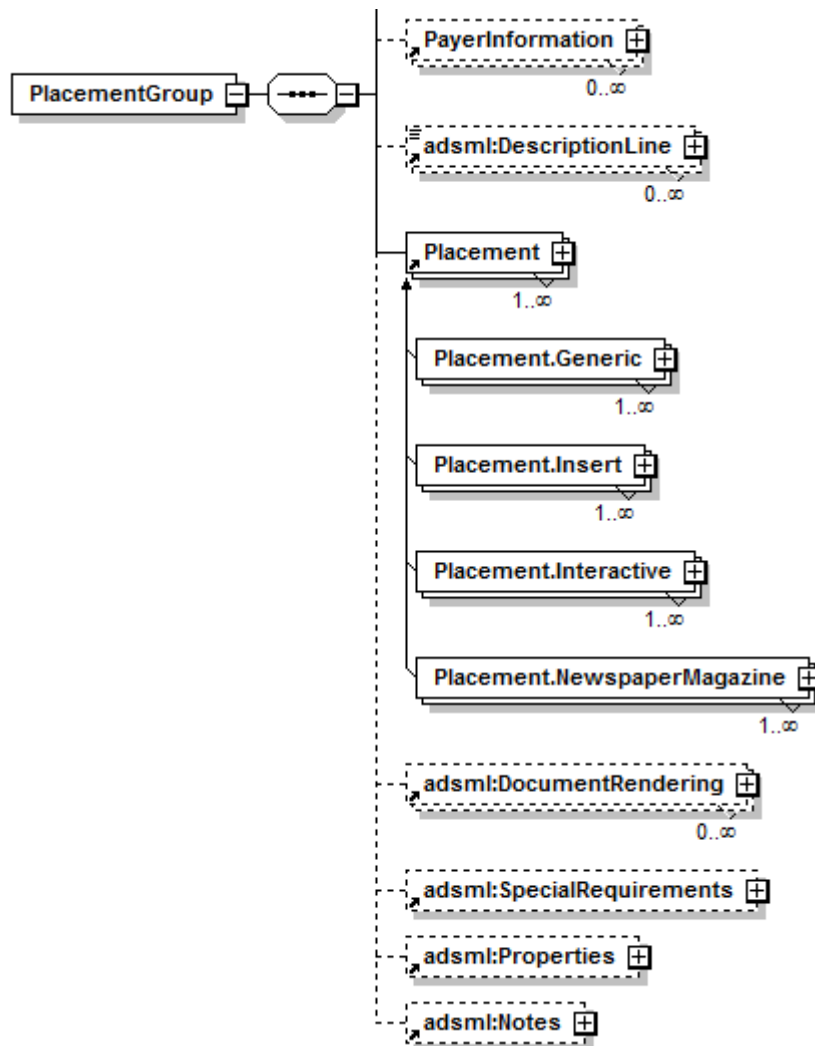 PayerInformation
0..∞
PlacementGroup
adsml:DescriptionLine
0..∞
Placement
1..∞
Placement.Generic
1..∞
Placement.Insert
1..∞
Placement.Interactive
1..∞
Placement.NewspaperMagazine
1..∞
adsml:DocumentRendering
0..∞
adsml:SpecialRequirements
adsml:Properties
adsml:Notes